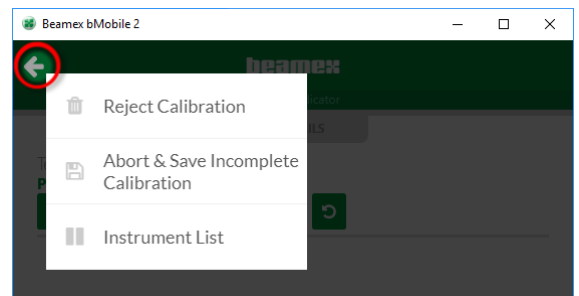 Beamex bMobile 2
beamex
Reject Calibration
Abort & Save Incomplete
Calibration
Instrument List